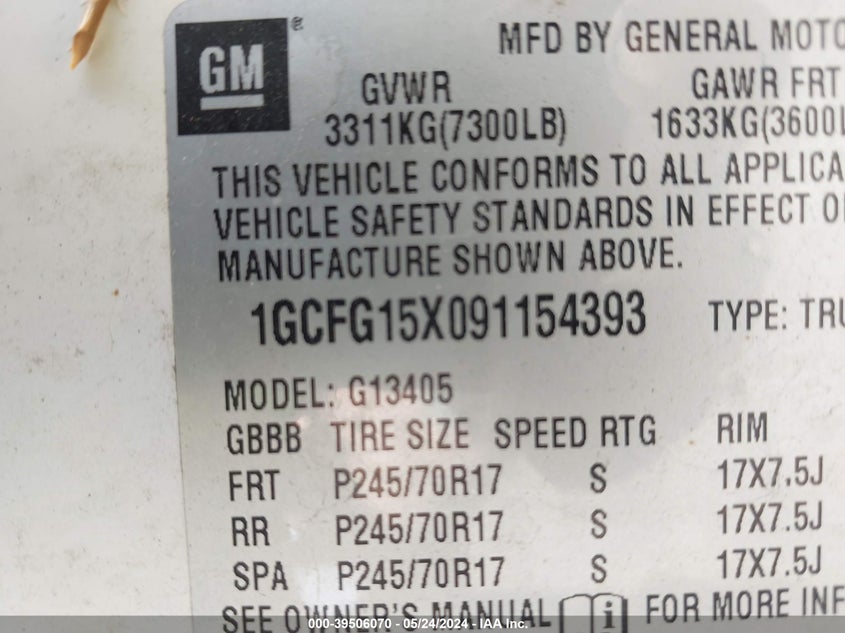 GM ®
MFD BY GENERAL MOTO
GVWR GAWR FRT
3311KG(7300LB) 1633KG(3600L
THIS VEHICLE CONFORMS TO ALL APPLICA
VEHICLE SAFETY STANDARDS IN EFFECT O
MANUFACTURE SHOWN ABOVE.
1GCFG15X091154393 TYPE: TRU
MODEL: G13405
GBBB TIRE SIZE SPEED RTG RIM
FRT P245/70R17 S 17X7.5J
RR P245/70R17 S 17X7.5J
SPA P245/70R17 S 17X7.5J
SEE OWNER'S MANUAL i FOR MORE INF
000-39506070 - 05/24/2024 - IAA Inc.